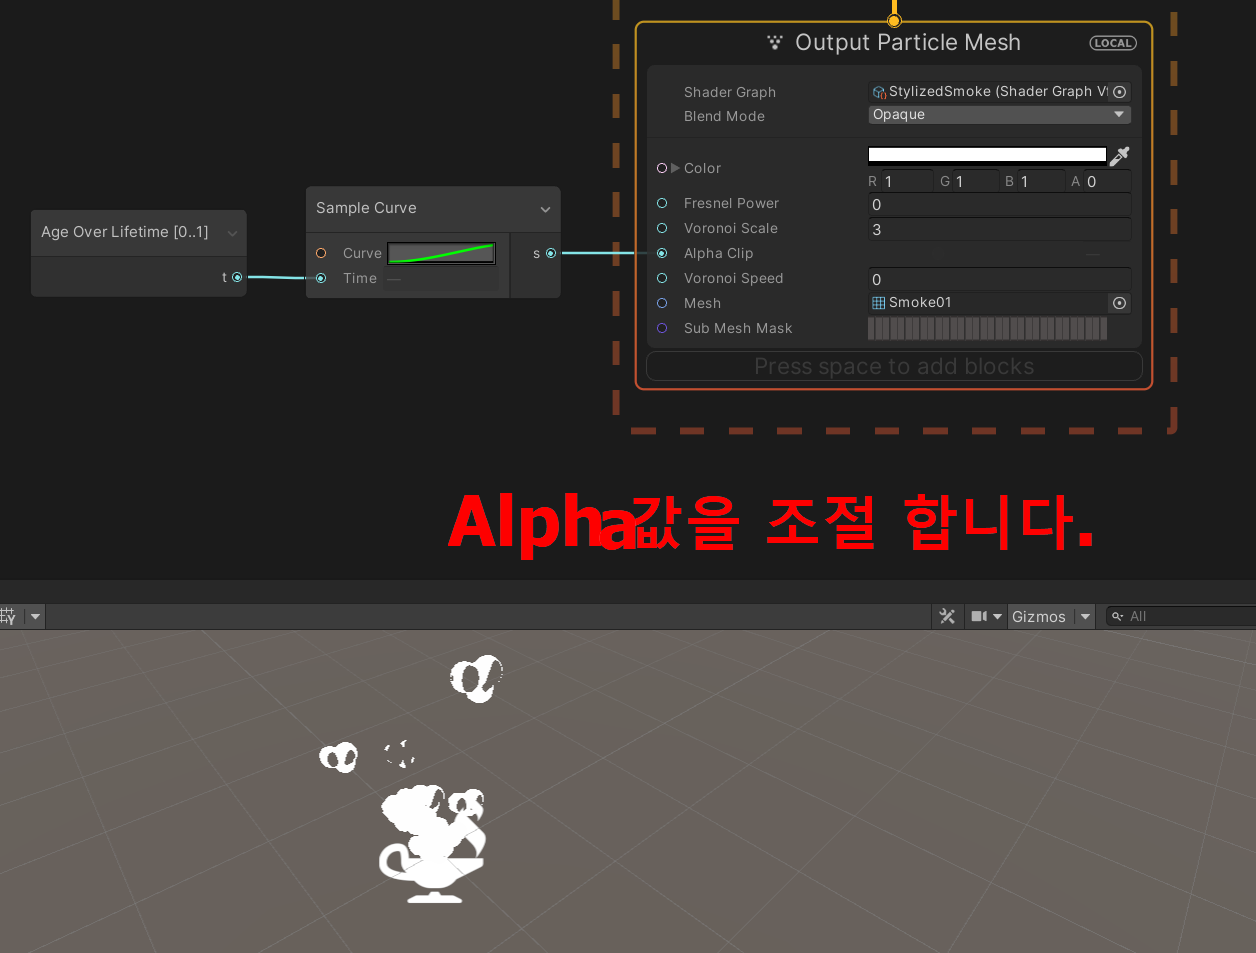 Output Particle Mesh
LOCAL
Shader Graph StylizedSmoke (Shader Graph
Blend Mode Opaque
Color
R 1 G 1 B 1 A 0
Fresnel Power 0
Voronoi Scale 3
Alpha Clip
Voronoi Speed 0
Mesh Smoke01
Sub Mesh Mask
Press space to add blocks
Sample Curve
Curve
Time
s
Age Over Lifetime [0..1]
t
Alpha값을 조절 합니다.
Y
Gizmos
All